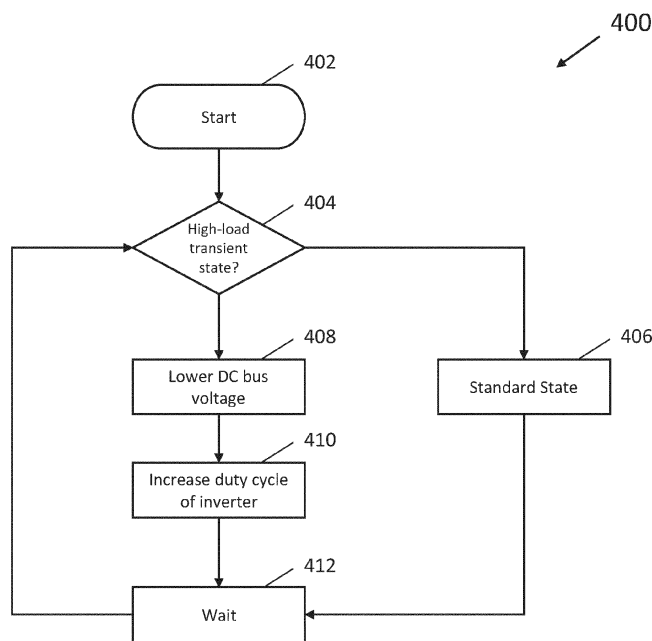 400
402
Start
404
High-load
transient
state?
408
406
Lower DC bus
voltage
Standard State
410
Increase duty cycle
of inverter
412
Wait